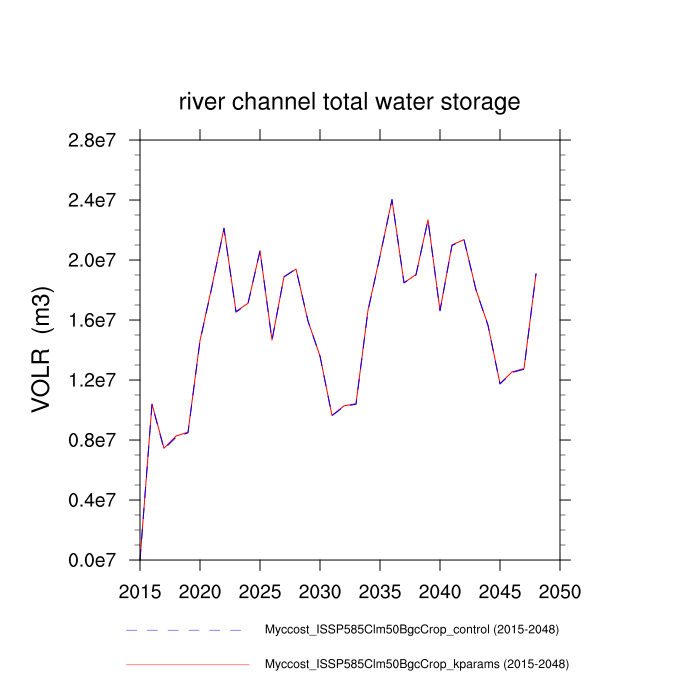 river channel total water storage
2.8e7
2.4e7
2.0e7
1.6e7
1.2e7
0.8e7
0.4e7
0.0e7
VOLR (m3)
2015 2020 2025 2030 2035 2040 2045 2050
Myccost_ISSP585Clm50BgcCrop_control (2015-2048)
Myccost_ISSP585Clm50BgcCrop_kparams (2015-2048)